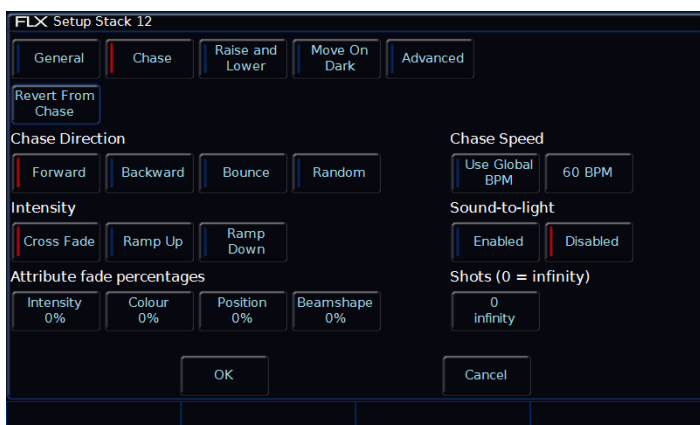 FLX Setup Stack 12
General
Chase
Raise and
Lower
Move On
Dark
Advanced
Revert From
Chase
Chase Direction
Chase Speed
Forward
Backward
Bounce
Random
Use Global
BPM
60 BPM
Intensity
Sound-to-light
Cross Fade
Ramp Up
Ramp
Down
Enabled
Disabled
Attribute fade percentages
Shots (0 = infinity)
Intensity
0%
Colour
0%
Position
0%
Beamshape
0%
0
infinity
OK
Cancel